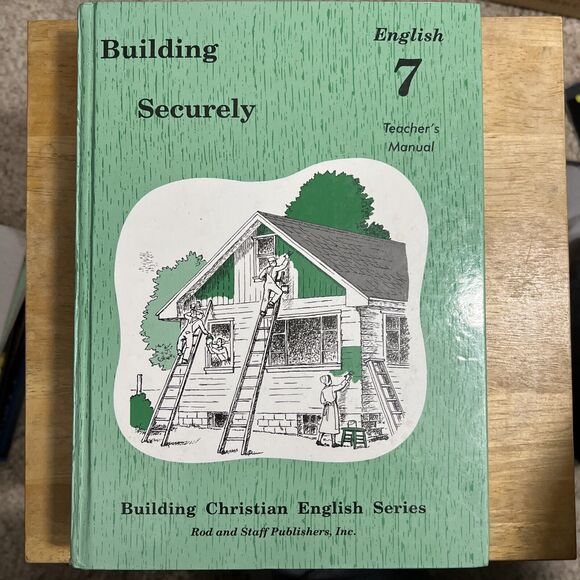 Building
Securely
English
7
Teacher's
Manual
Building Christian English Series
Rod and Staff Publishers, Inc.